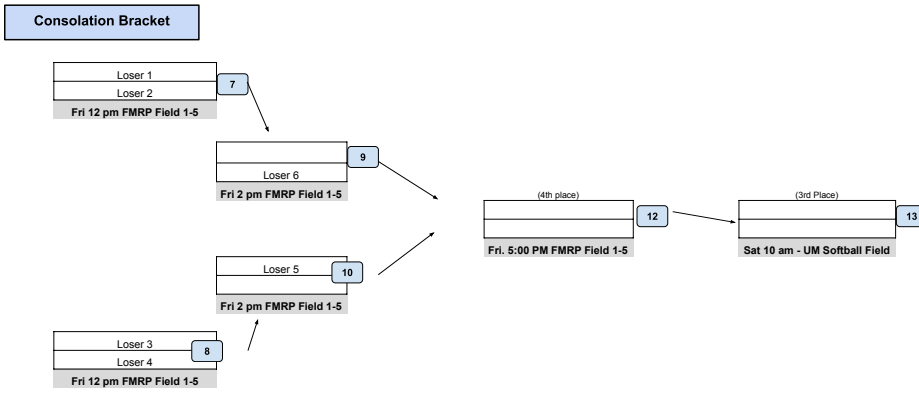 Consolation Bracket
Loser 1
7
Loser 2
Fri 12 pm FMRP Field 1-5
9
Loser 6
Fri 2 pm FMRP Field 1-5
(4th place)
12
Fri. 5:00 PM FMRP Field 1-5
(3rd Place)
13
Sat 10 am - UM Softball Field
Loser 5
10
Fri 2 pm FMRP Field 1-5
Loser 3
8
Loser 4
Fri 12 pm FMRP Field 1-5